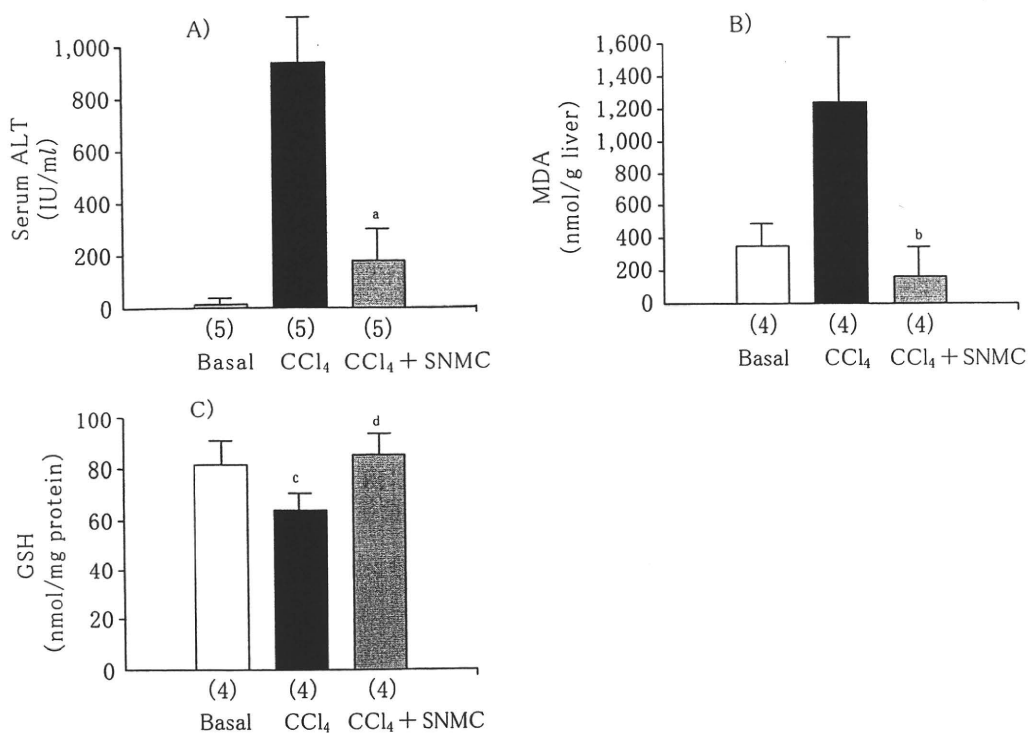 A)
Serum ALT
(IU/ml)
1,000
800
600
400
200
0
a
(5) (5) (5)
Basal CCl₄ CCl₄ + SNMC
B)
MDA
(nmol/g liver)
1,600
1,400
1,200
1,000
800
600
400
200
0
b
(4) (4) (4)
Basal CCl₄ CCl₄ + SNMC
C)
GSH
(nmol/mg protein)
100
80
60
40
20
0
c
d
(4) (4) (4)
Basal CCl₄ CCl₄ + SNMC